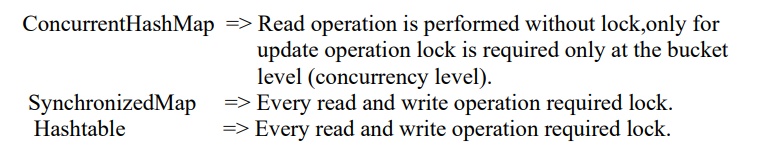 ConcurrentHashMap => Read operation is performed without lock,only for
update operation lock is required only at the bucket
level (concurrency level).
SynchronizedMap => Every read and write operation required lock.
Hashtable => Every read and write operation required lock.